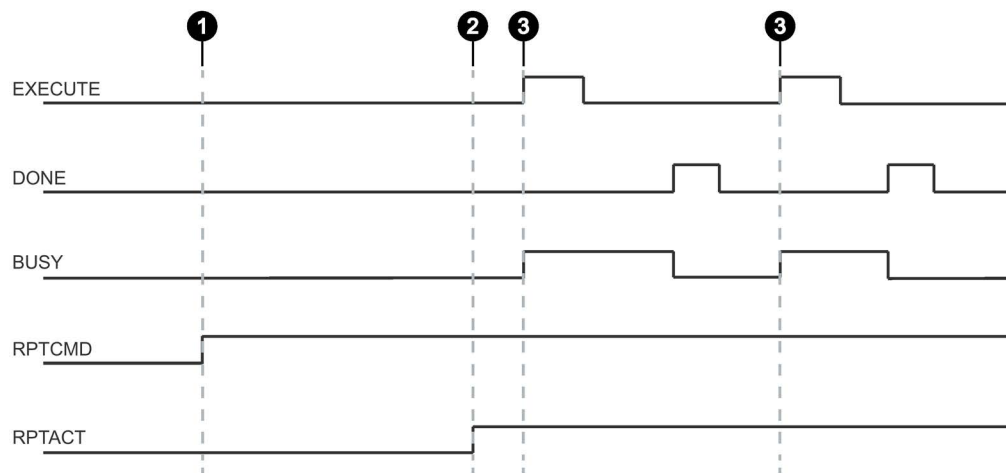 1 2 3 3
EXECUTE
DONE
BUSY
RPTCMD
RPTACT